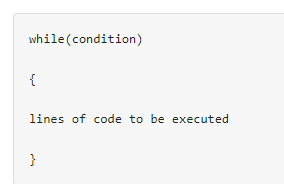 while(condition)
{
lines of code to be executed
}